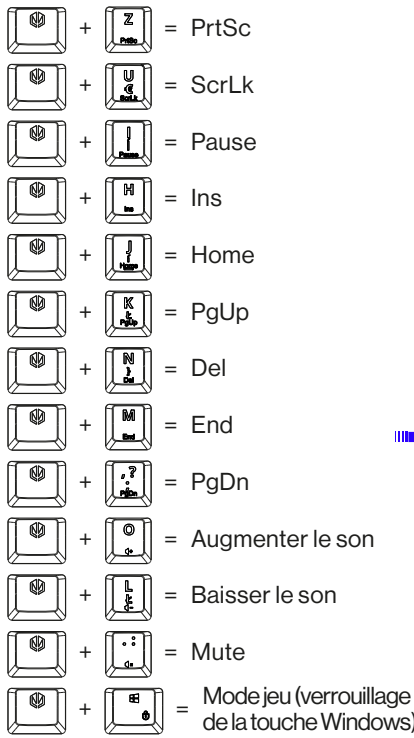 + Z PrtSc = PrtSc
+ U € ScrLk = ScrLk
+ I Pause = Pause
+ H Ins = Ins
+ J Home = Home
+ K Ł PgUp = PgUp
+ N } Del = Del
+ M End = End
+ , ? . PgDn = PgDn
+ O = Augmenter le son
+ L = Baisser le son
+ = Mute
+ = Mode jeu (verrouillage
de la touche Windows)